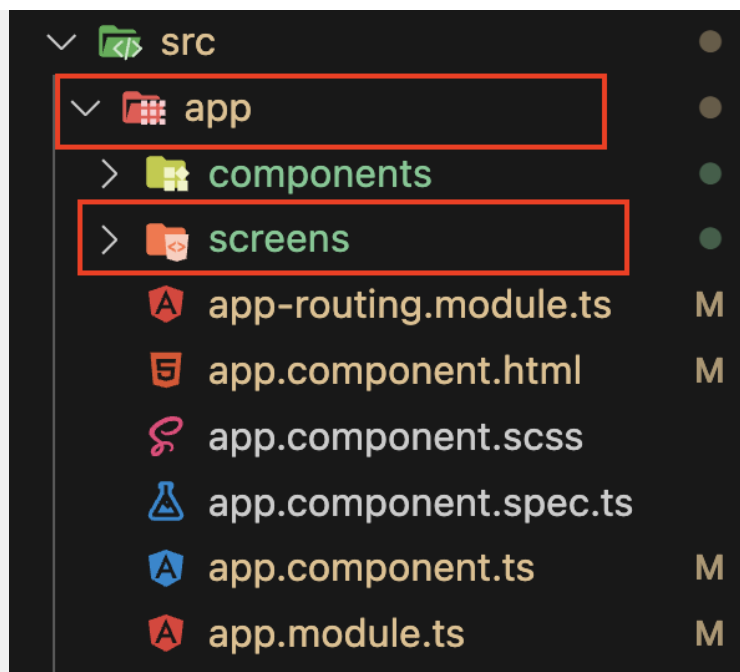 src
app
components
screens
app-routing.module.ts M
app.component.html M
app.component.scss
app.component.spec.ts
app.component.ts M
app.module.ts M